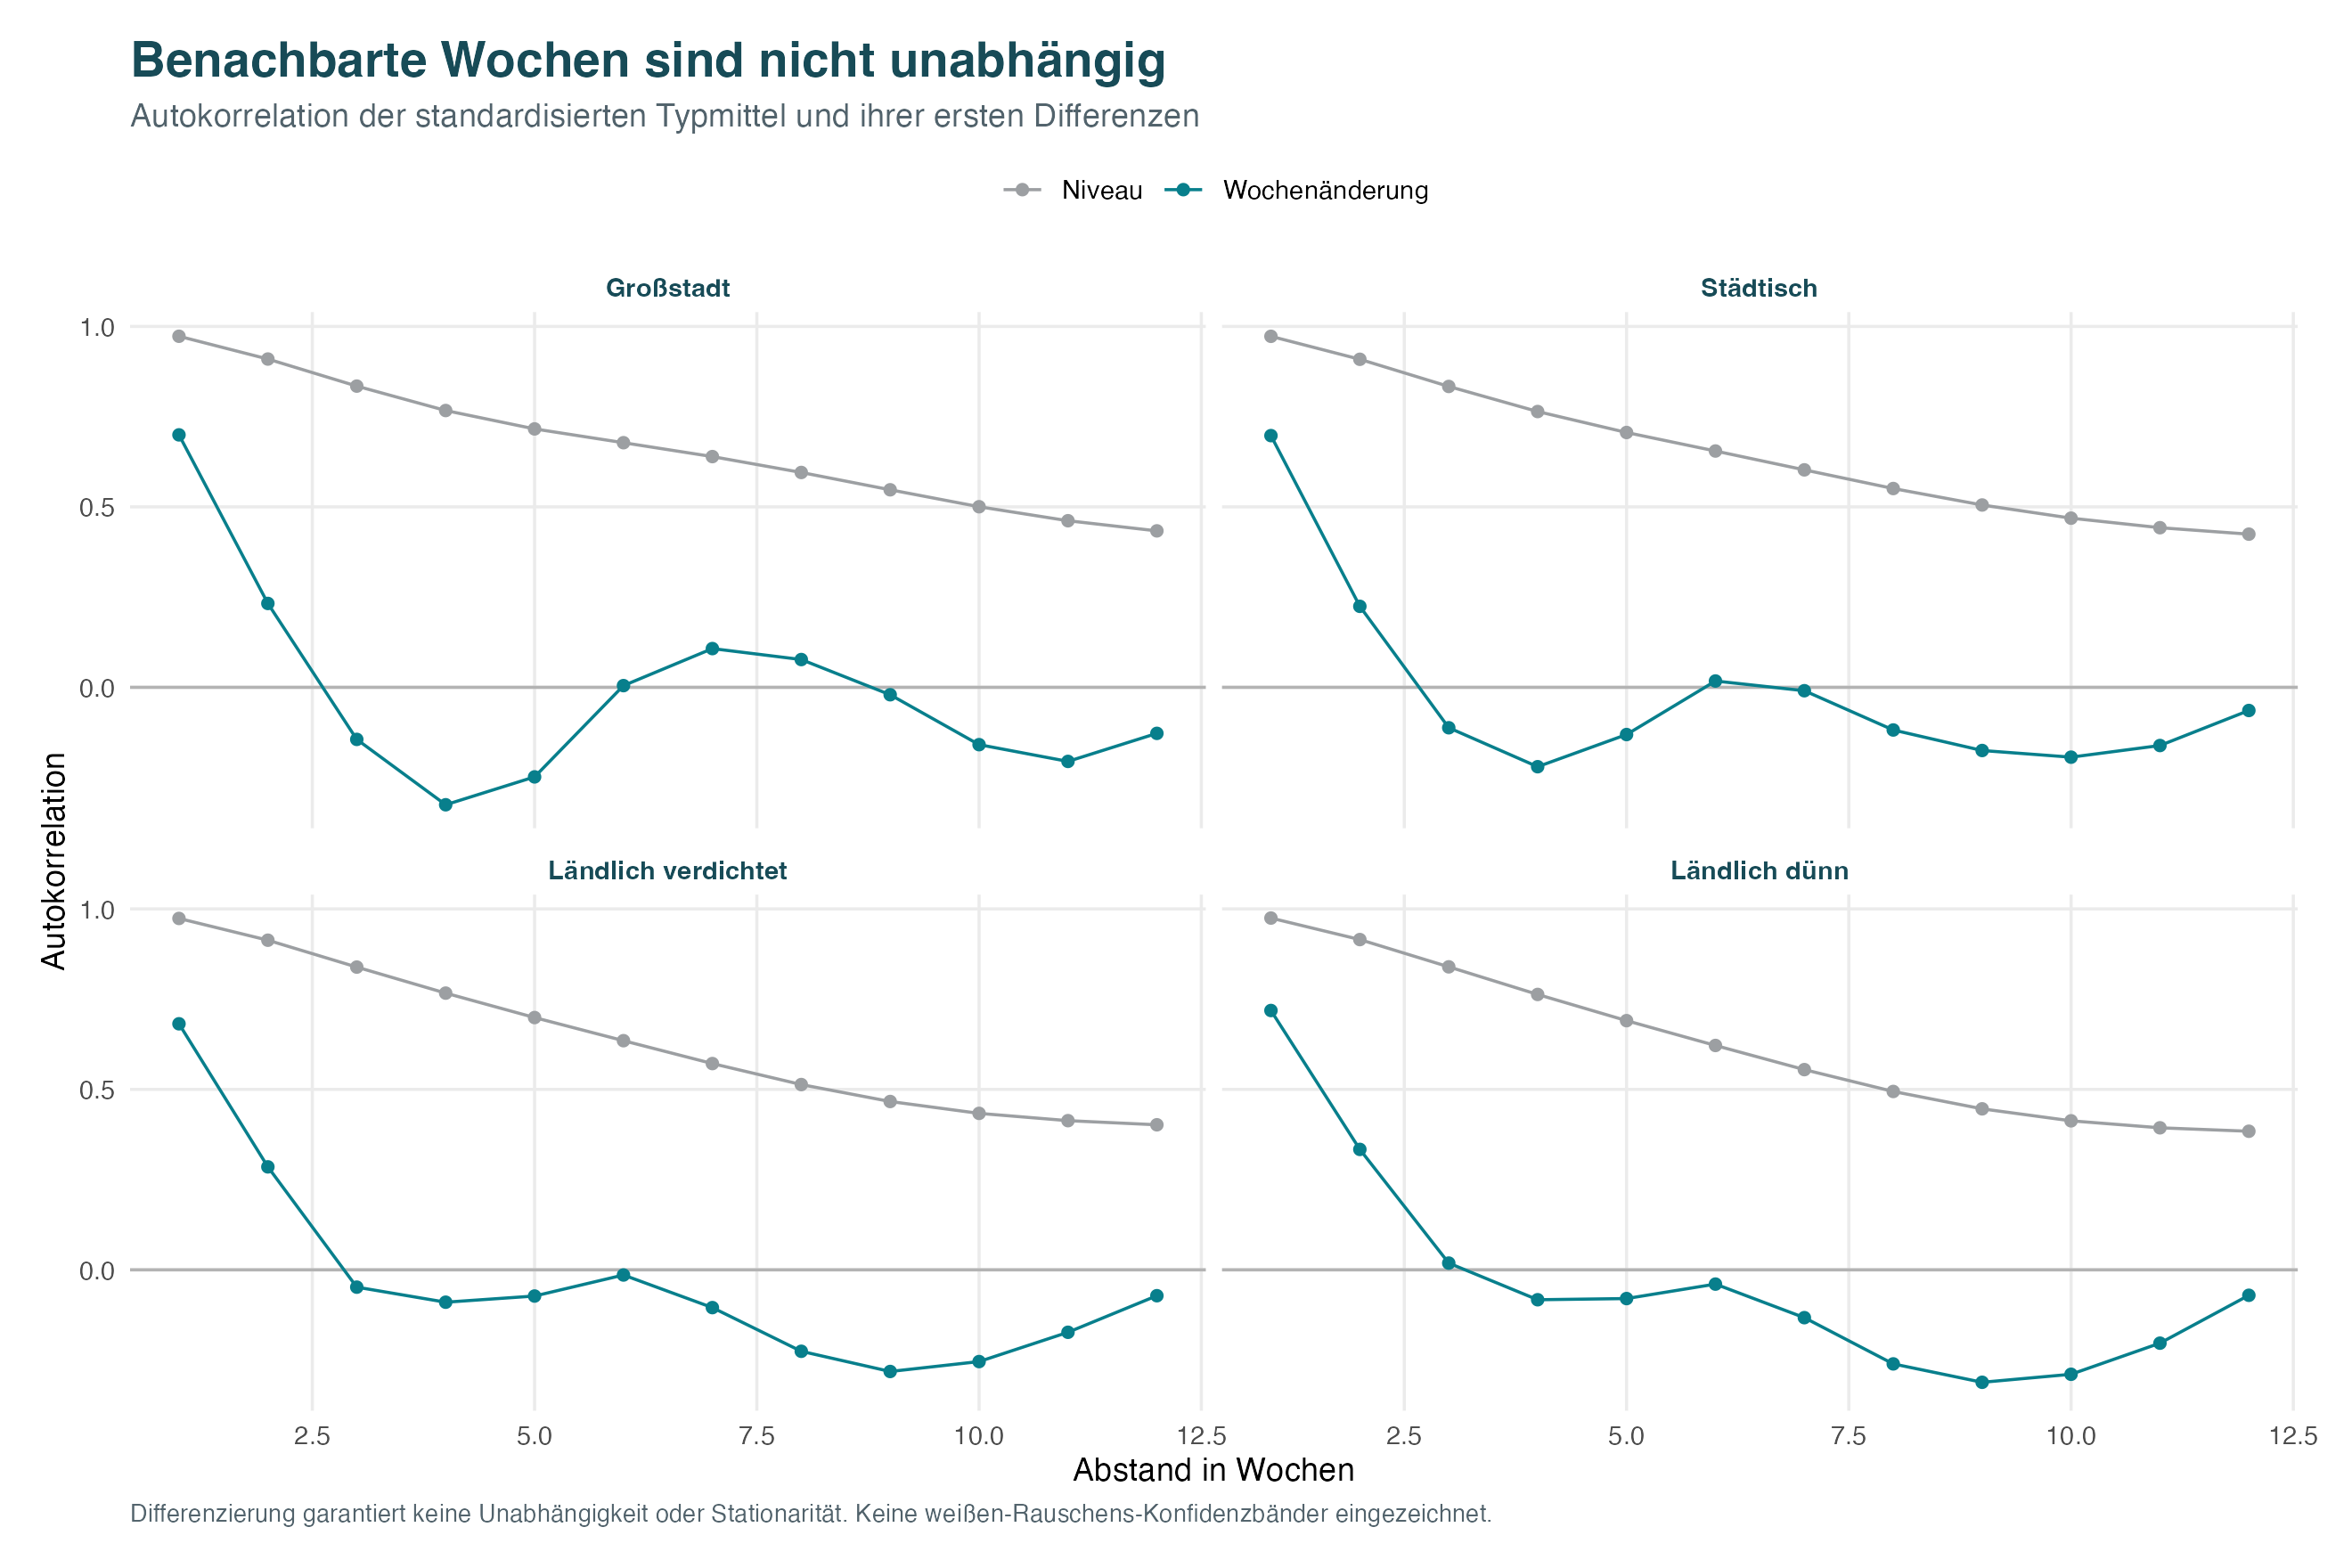 Benachbarte Wochen sind nicht unabhängig
Autokorrelation der standardisierten Typmittel und ihrer ersten Differenzen
Niveau Wochenänderung
Großstadt Städtisch
1.0
0.5
0.0
Autokorrelation
Ländlich verdichtet Ländlich dünn
1.0
0.5
0.0
2.5 5.0 7.5 10.0 12.5 2.5 5.0 7.5 10.0 12.5
Abstand in Wochen
Differenzierung garantiert keine Unabhängigkeit oder Stationarität. Keine weißen-Rauschens-Konfidenzbänder eingezeichnet.